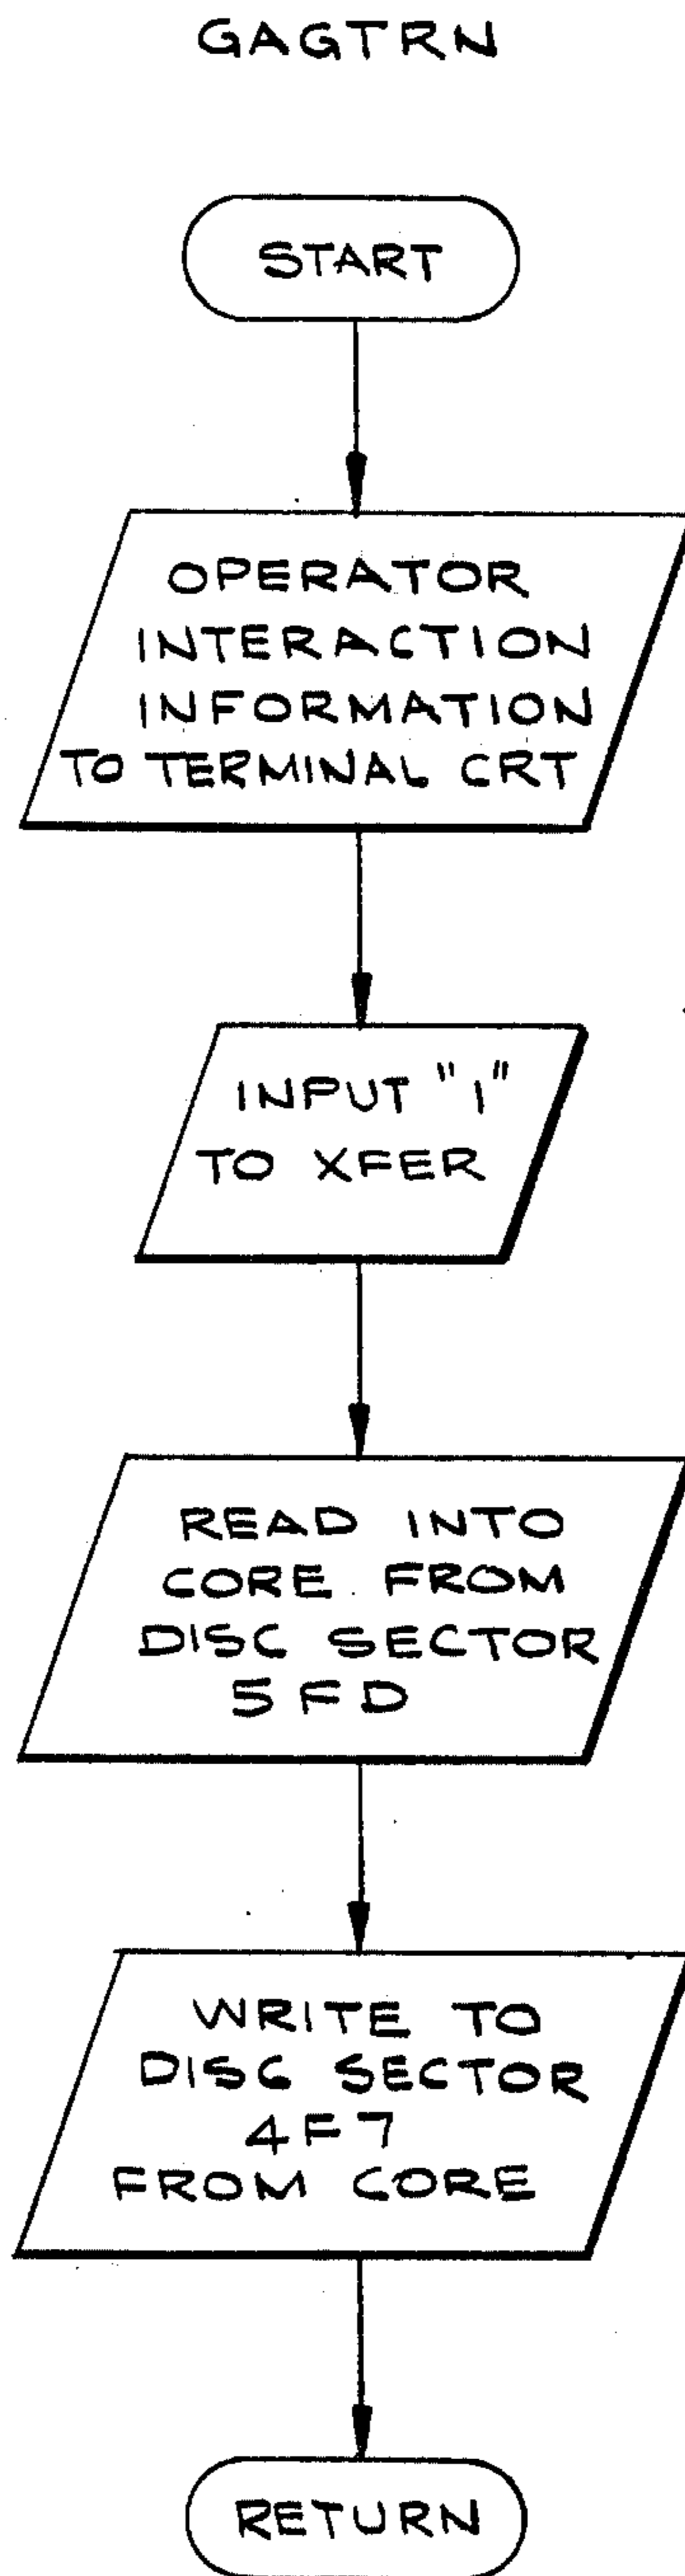 GAGTRN
START
OPERATOR
INTERACTION
INFORMATION
TO TERMINAL CRT
INPUT "1"
TO XFER
READ INTO
CORE FROM
DISC SECTOR
5FD
WRITE TO
DISC SECTOR
4F7
FROM CORE
RETURN